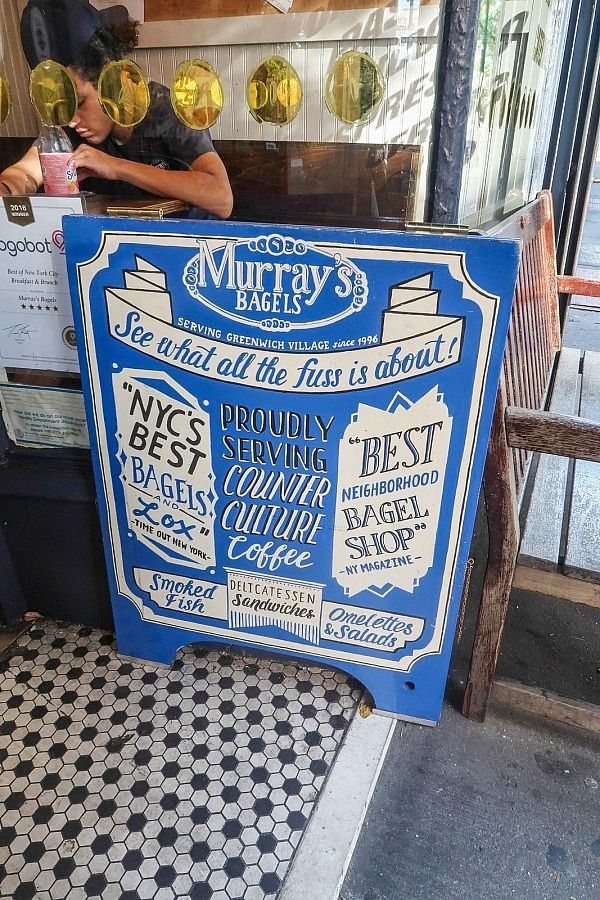 2016
WINNER
ogobot
Best of New York City
Breakfast & Brunch
Murray's Bagels
Murray's
BAGELS
SERVING GREENWICH VILLAGE since 1996
See what all the fuss is about!
"NYC'S
BEST
BAGELS
AND
Lox"
-TIME OUT NEW YORK-
PROUDLY
SERVING
COUNTER
CULTURE
Coffee
"BEST
NEIGHBORHOOD
BAGEL
SHOP"
-NY MAGAZINE-
Smoked
Fish
DELICATESSEN
Sandwiches
Omelettes
& Salads